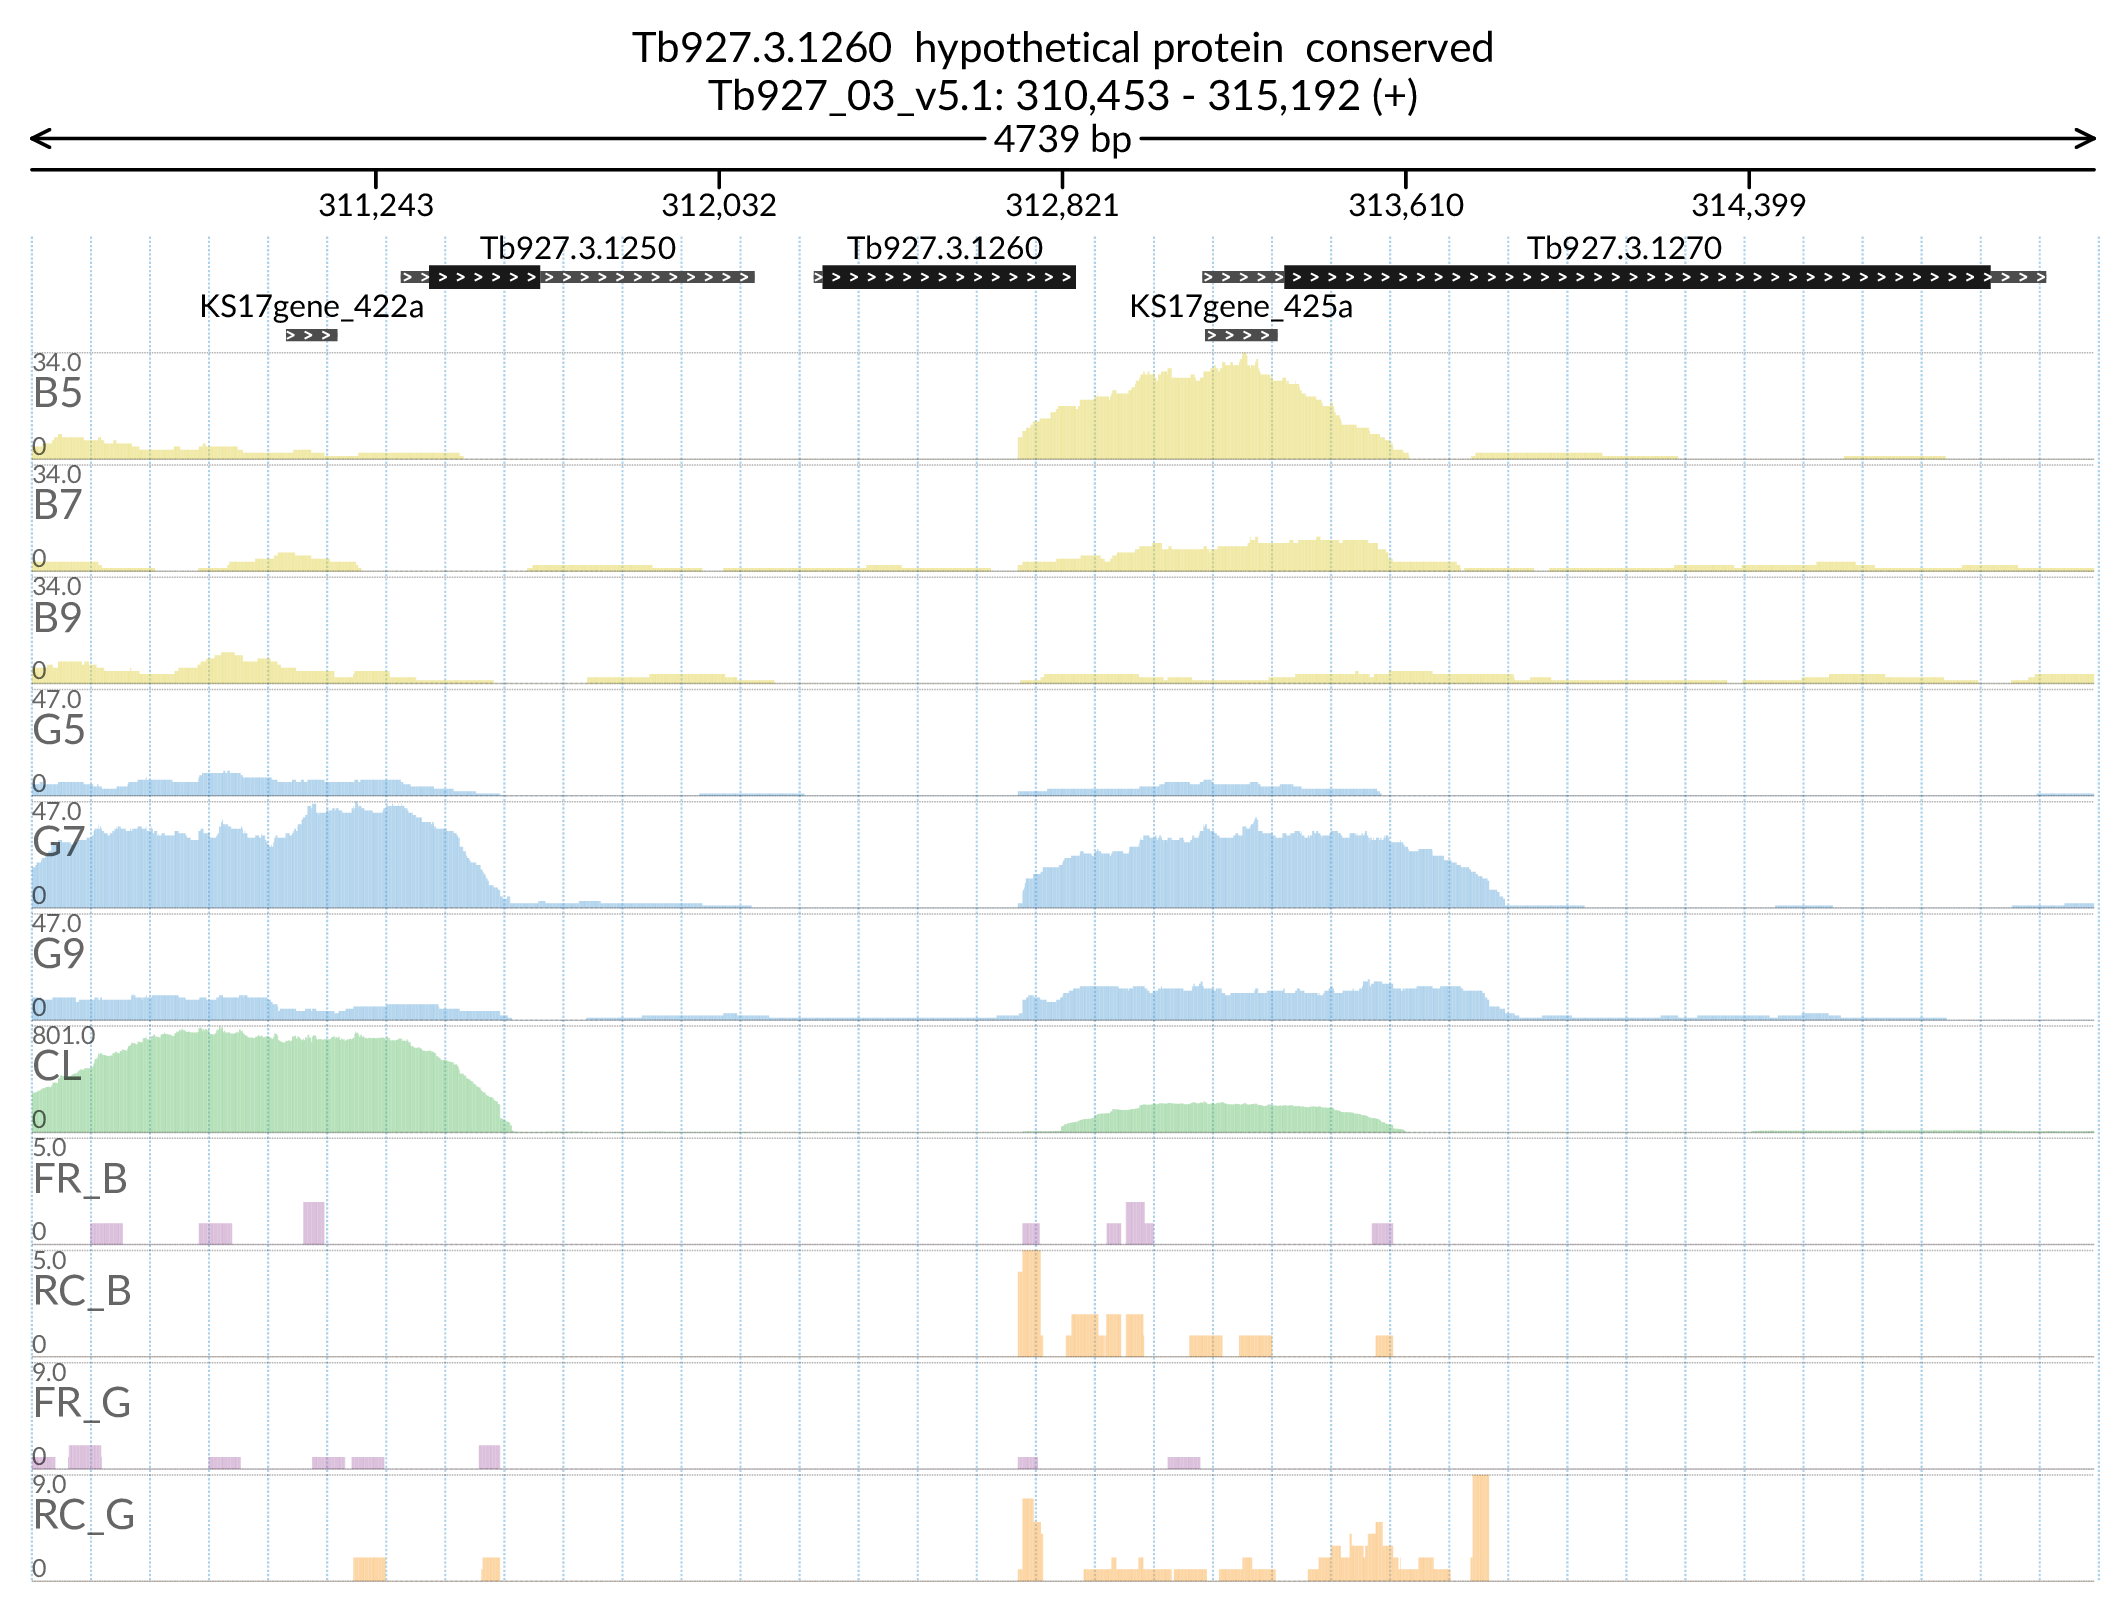 Tb927.3.1260  hypothetical protein  conserved
Tb927_03_v5.1: 310,453 - 315,192 (+)
4739 bp
311,243 312,032 312,821 313,610 314,399
Tb927.3.1250 Tb927.3.1260 Tb927.3.1270
KS17gene_422a KS17gene_425a
34.0
B5
0
34.0
B7
0
34.0
B9
0
47.0
G5
0
47.0
G7
0
47.0
G9
0
801.0
CL
0
5.0
FR_B
0
5.0
RC_B
0
9.0
FR_G
0
9.0
RC_G
0